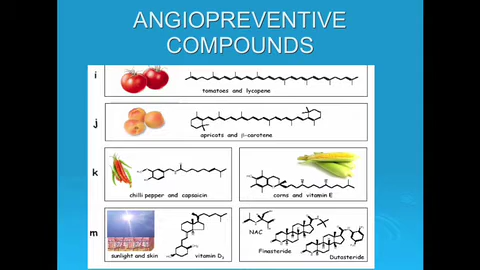 ANGIOPREVENTIVE
COMPOUNDS
i
tomatoes and lycopene
j
apricots and β-carotene
k
chilli pepper and capsaicin
corns and vitamin E
m
sunlight and skin
vitamin D₃
NAC
Finasteride
Dutasteride